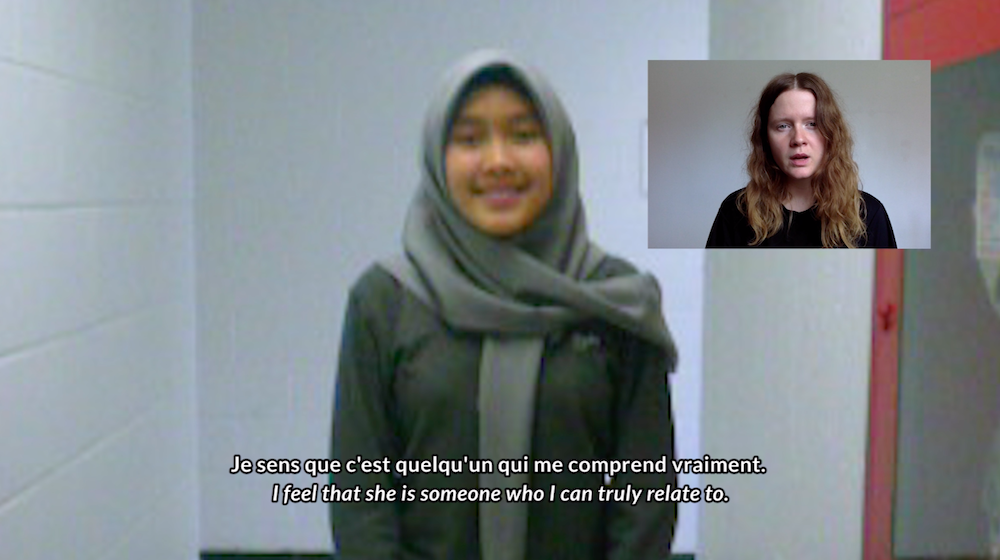 Je sens que c'est quelqu'un qui me comprend vraiment.
I feel that she is someone who I can truly relate to.